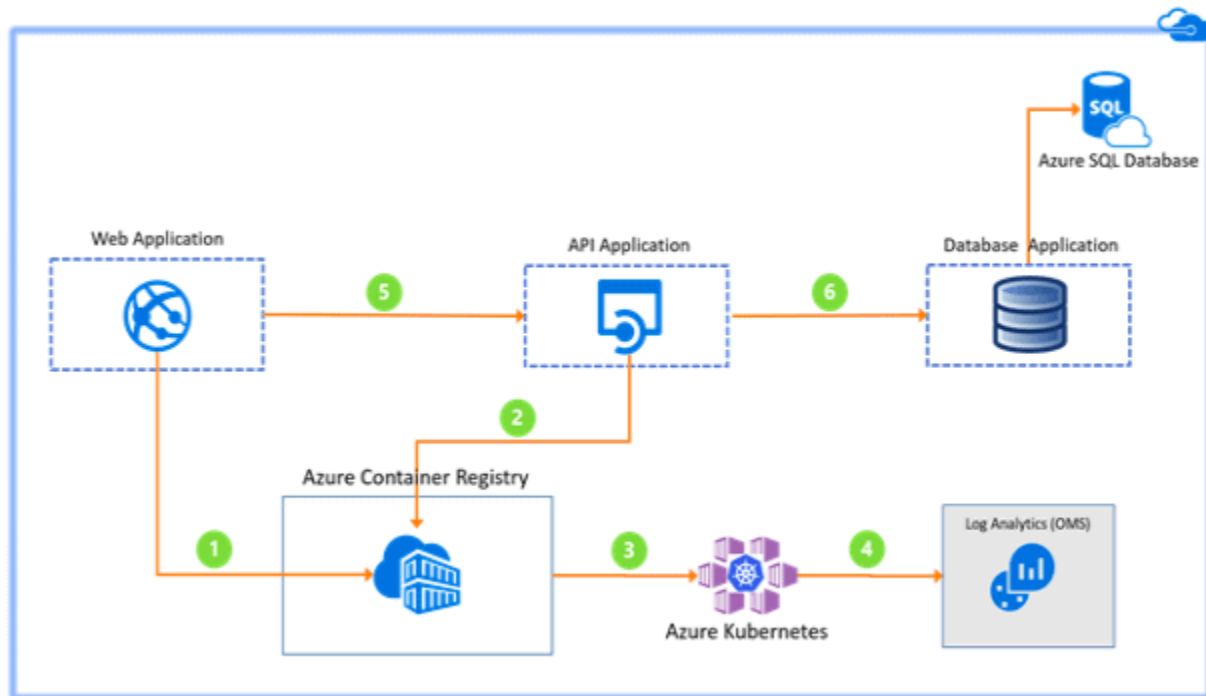 SQL
Azure SQL Database
Web Application
API Application
Database Application
5
6
2
Azure Container Registry
Log Analytics (OMS)
1
3
4
Azure Kubernetes